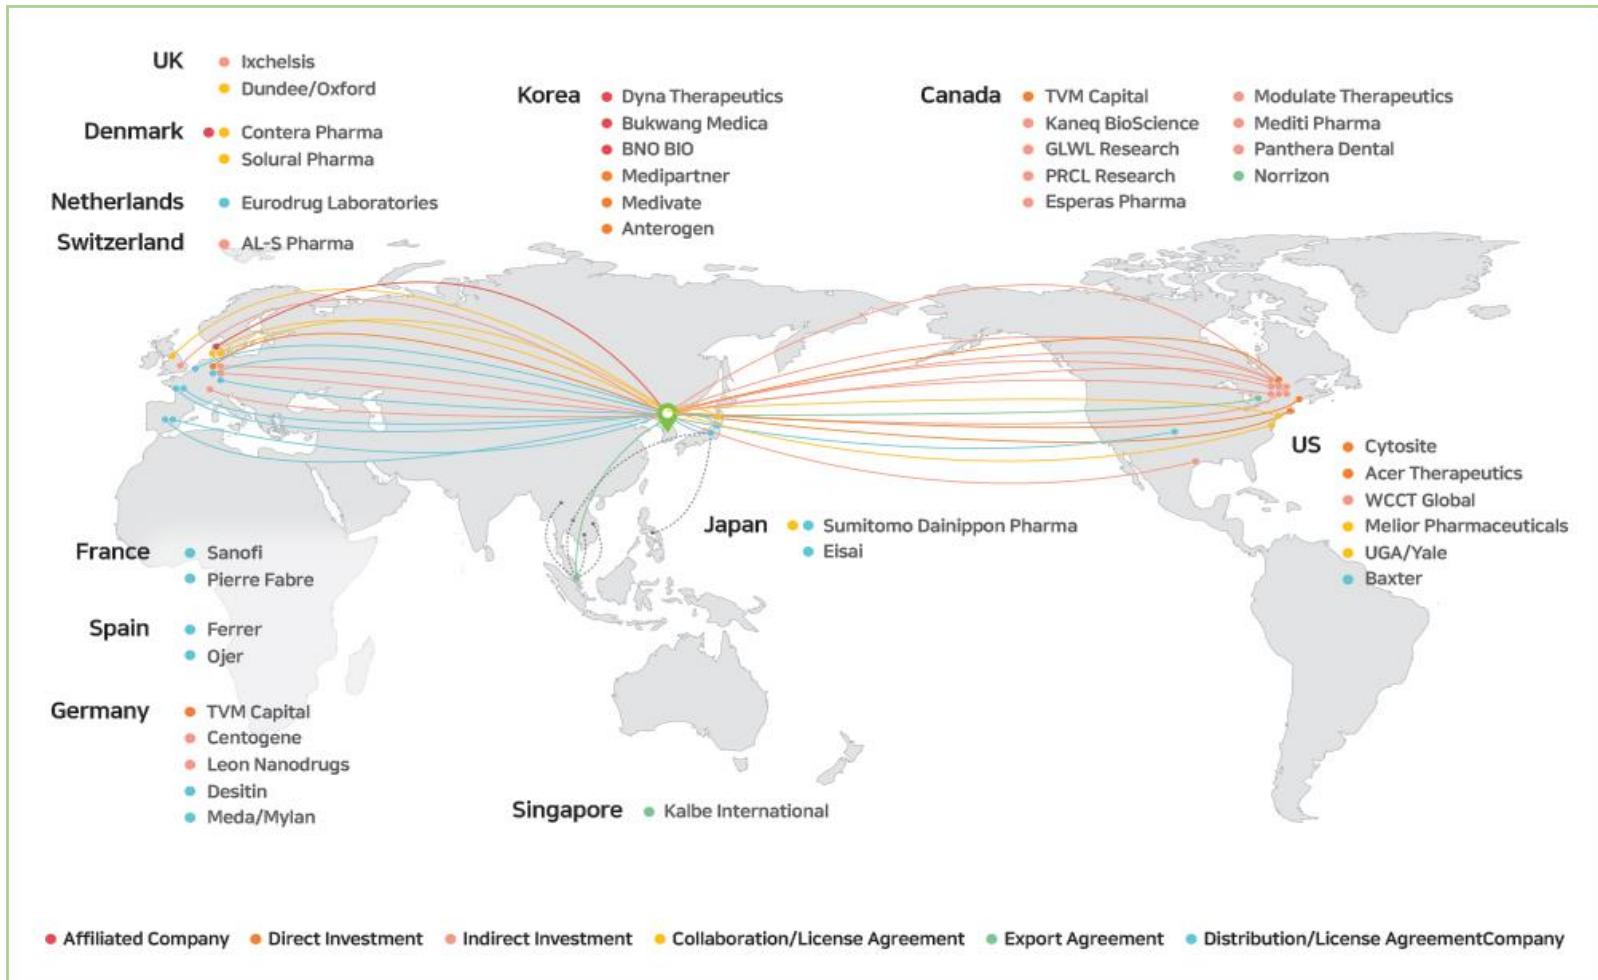 UK
Ixchelsis
Dundee/Oxford
Denmark
Contera Pharma
Solural Pharma
Netherlands
Eurodrug Laboratories
Switzerland
AL-S Pharma
Korea
Dyna Therapeutics
Bukwang Medica
BNO BIO
Medipartner
Medivate
Anterogen
Canada
TVM Capital
Kaneq BioScience
GLWL Research
PRCL Research
Esperas Pharma
Modulate Therapeutics
Mediti Pharma
Panthera Dental
Norrizon
US
Cytosite
Acer Therapeutics
WCCT Global
Melior Pharmaceuticals
UGA/Yale
Baxter
Japan
Sumitomo Dainippon Pharma
Eisai
France
Sanofi
Pierre Fabre
Spain
Ferrer
Ojer
Germany
TVM Capital
Centogene
Leon Nanodrugs
Desitin
Meda/Mylan
Singapore
Kalbe International
Affiliated Company
Direct Investment
Indirect Investment
Collaboration/License Agreement
Export Agreement
Distribution/License AgreementCompany